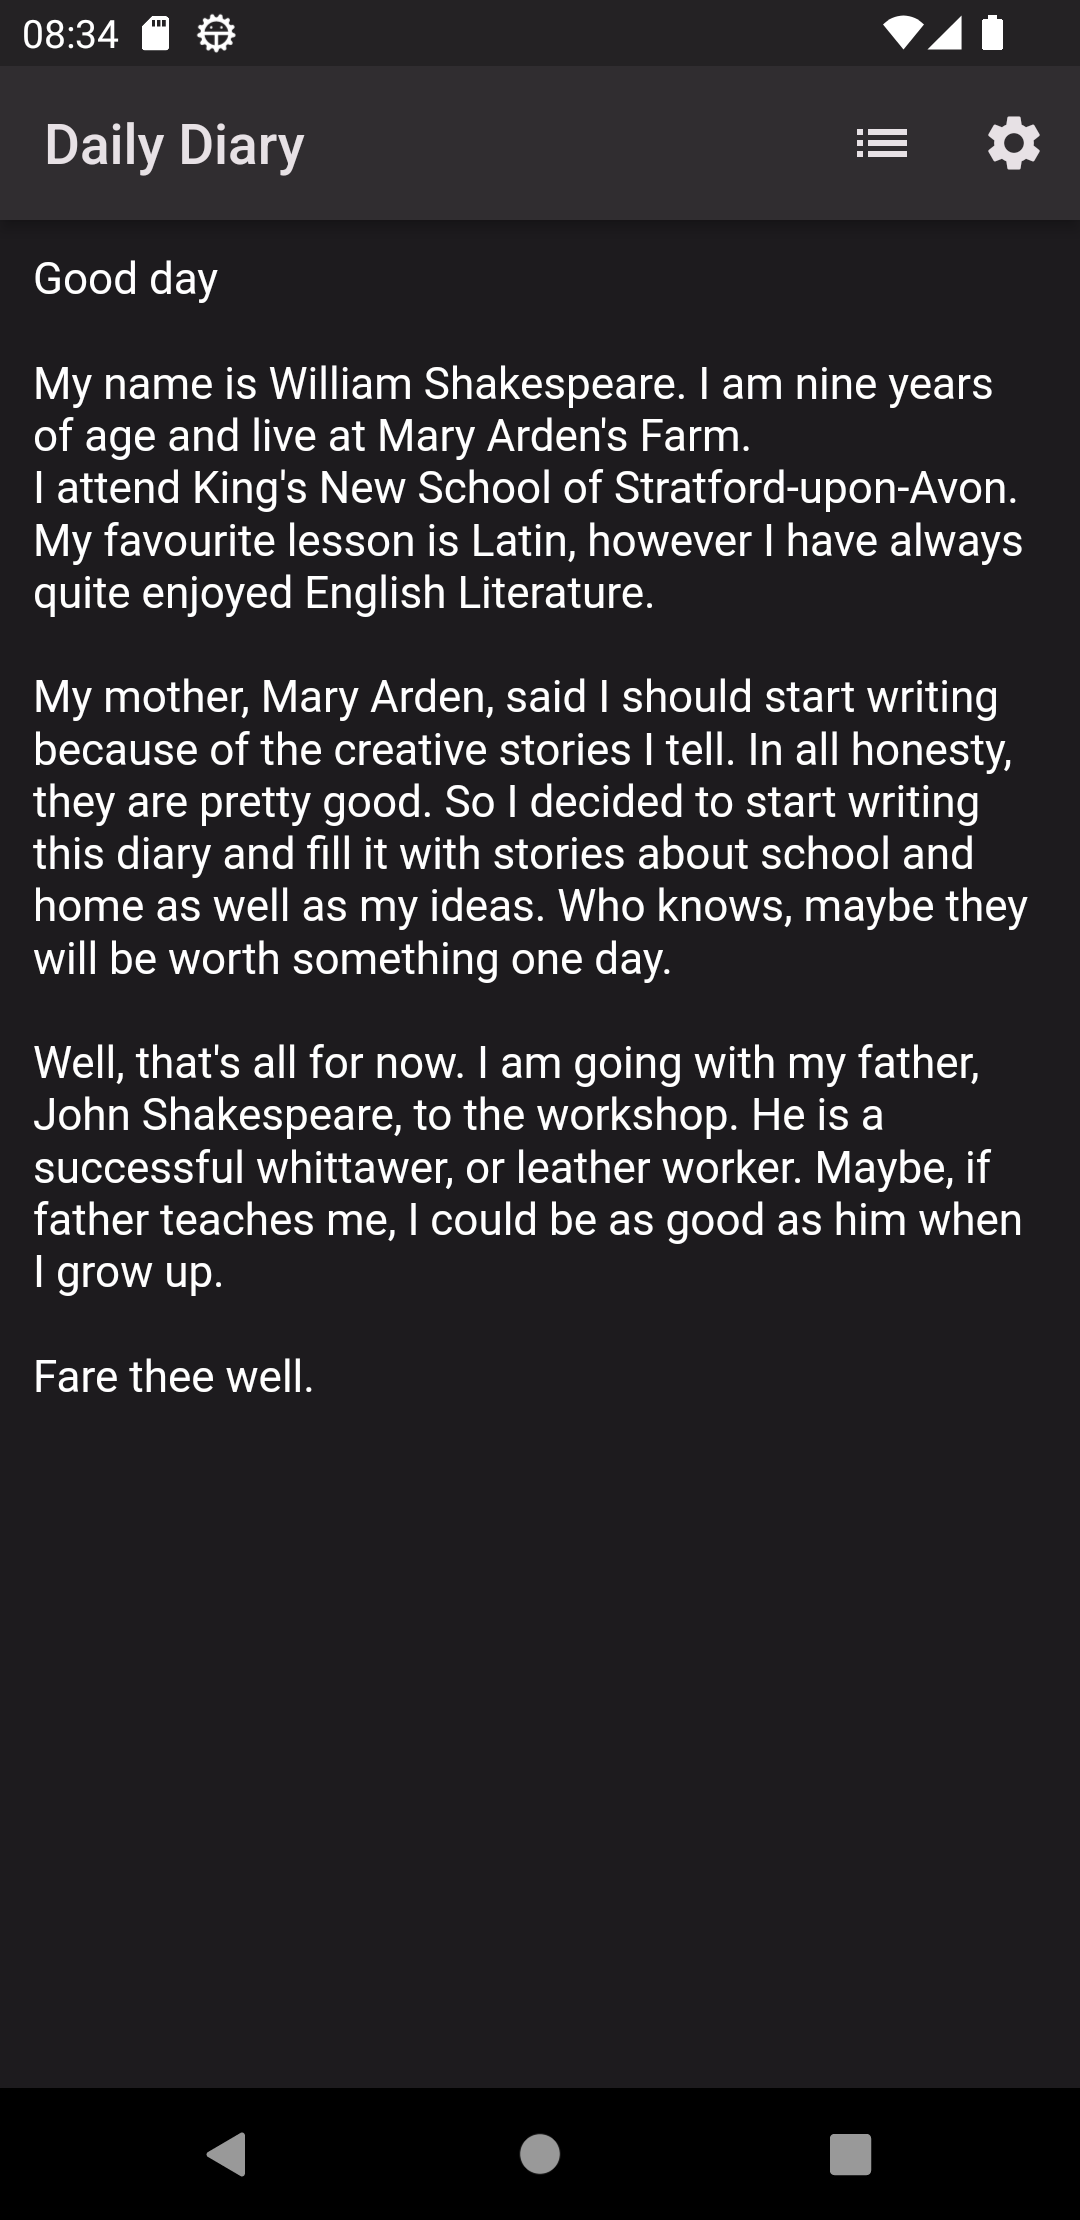 08:34
Daily Diary
Good day
My name is William Shakespeare. I am nine years
of age and live at Mary Arden's Farm.
I attend King's New School of Stratford-upon-Avon.
My favourite lesson is Latin, however I have always
quite enjoyed English Literature.
My mother, Mary Arden, said I should start writing
because of the creative stories I tell. In all honesty,
they are pretty good. So I decided to start writing
this diary and fill it with stories about school and
home as well as my ideas. Who knows, maybe they
will be worth something one day.
Well, that's all for now. I am going with my father,
John Shakespeare, to the workshop. He is a
successful whittawer, or leather worker. Maybe, if
father teaches me, I could be as good as him when
I grow up.
Fare thee well.